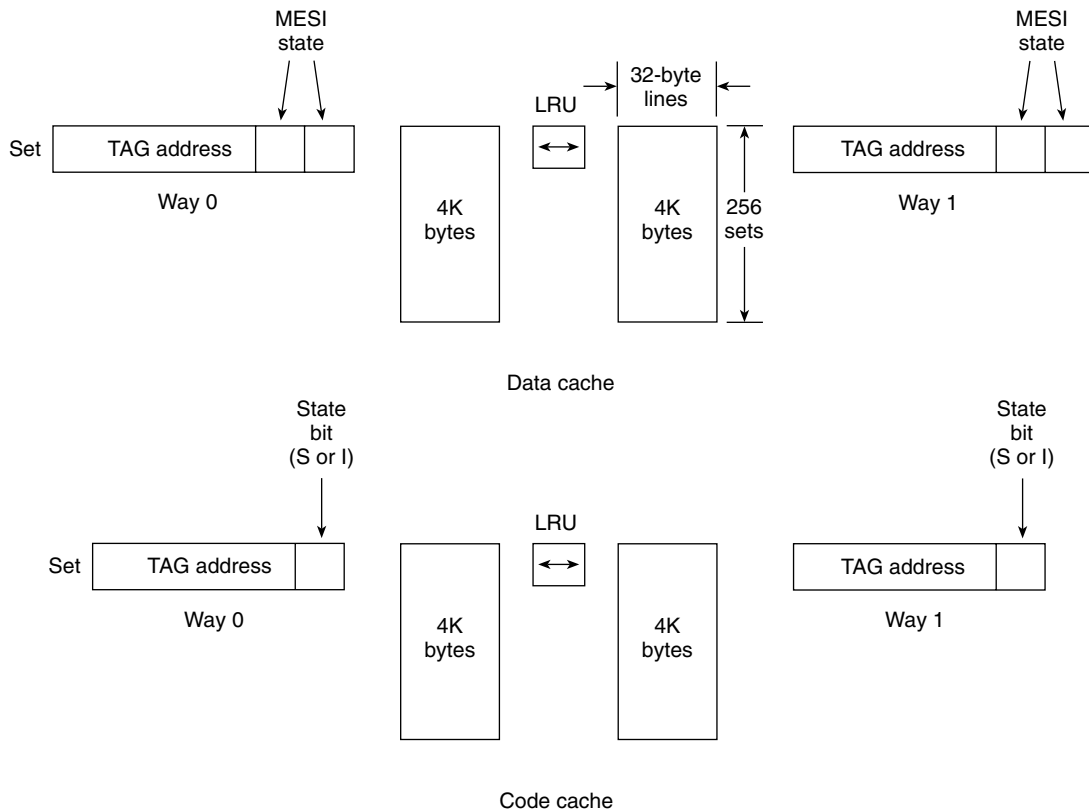 MESI
state
MESI
state
32-byte
lines
LRU
Set
TAG address
TAG address
Way 0
Way 1
4K
bytes
4K
bytes
256
sets
Data cache
State
bit
(S or I)
State
bit
(S or I)
LRU
Set
TAG address
TAG address
Way 0
Way 1
4K
bytes
4K
bytes
Code cache